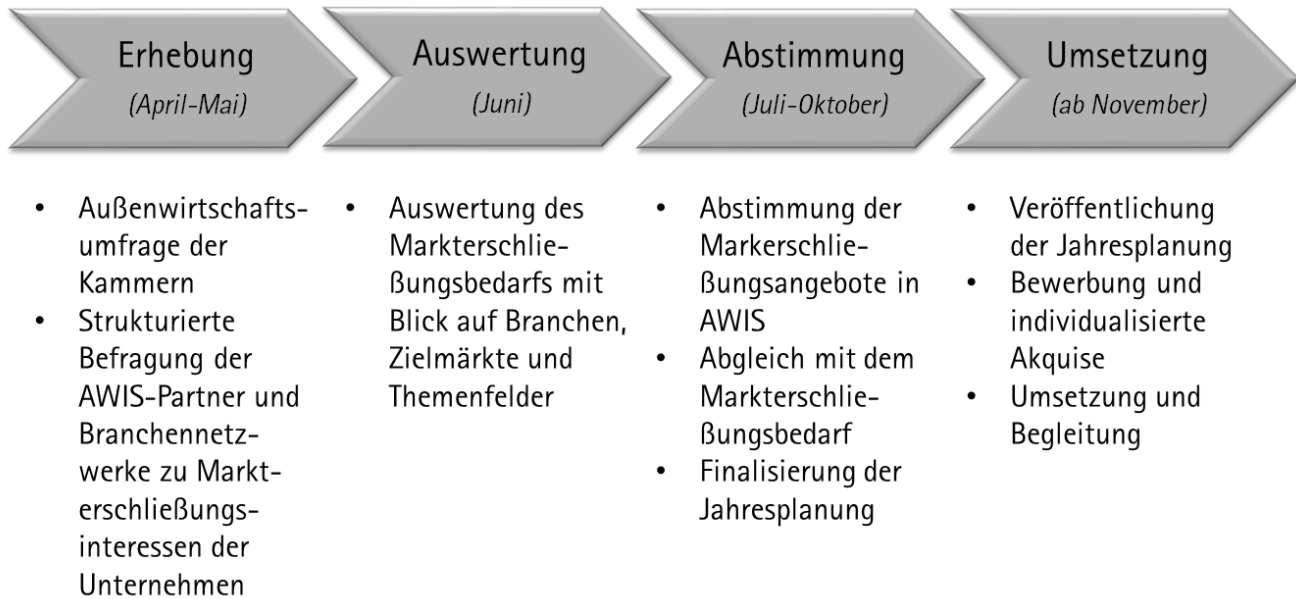 Erhebung
(April-Mai)
Auswertung
(Juni)
Abstimmung
(Juli-Oktober)
Umsetzung
(ab November)
• Außenwirtschafts-
umfrage der
Kammern
• Strukturierte
Befragung der
AWIS-Partner und
Branchennetz-
werke zu Markt-
erschließungs-
interessen der
Unternehmen
• Auswertung des
Markterschlie-
ßungsbedarfs mit
Blick auf Branchen,
Zielmärkte und
Themenfelder
• Abstimmung der
Markerschlie-
ßungsangebote in
AWIS
• Abgleich mit dem
Markterschlie-
ßungsbedarf
• Finalisierung der
Jahresplanung
• Veröffentlichung
der Jahresplanung
• Bewerbung und
individualisierte
Akquise
• Umsetzung und
Begleitung